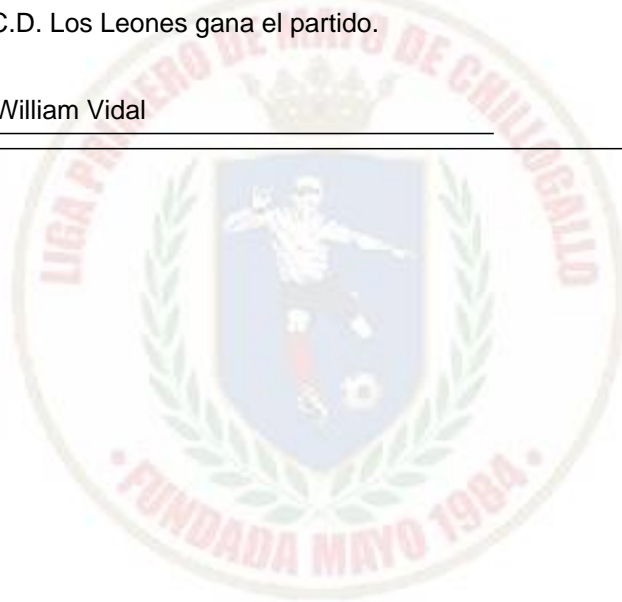 C.D. Los Leones gana el partido.
William Vidal
LIGA PRIMERO DE MAYO DE CHILLOGALLO
• FUNDADA MAYO 1984 •